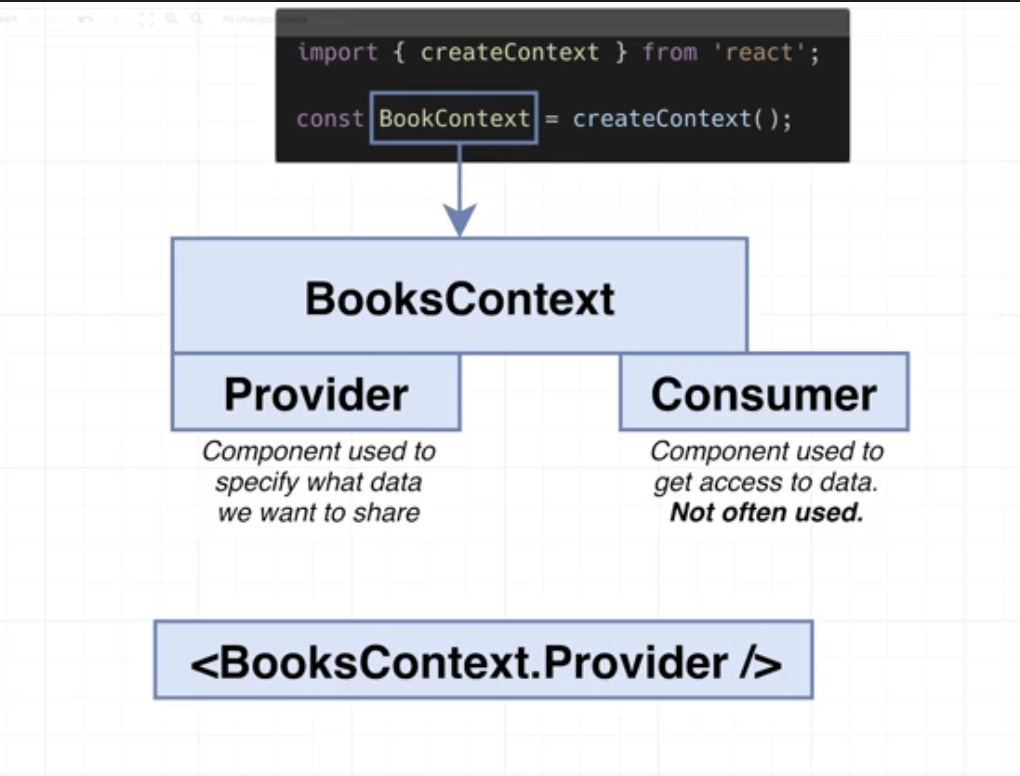 import { createContext } from 'react';
const BookContext = createContext();
BooksContext
Provider
Consumer
Component used to
specify what data
we want to share
Component used to
get access to data.
Not often used.
<BooksContext.Provider />